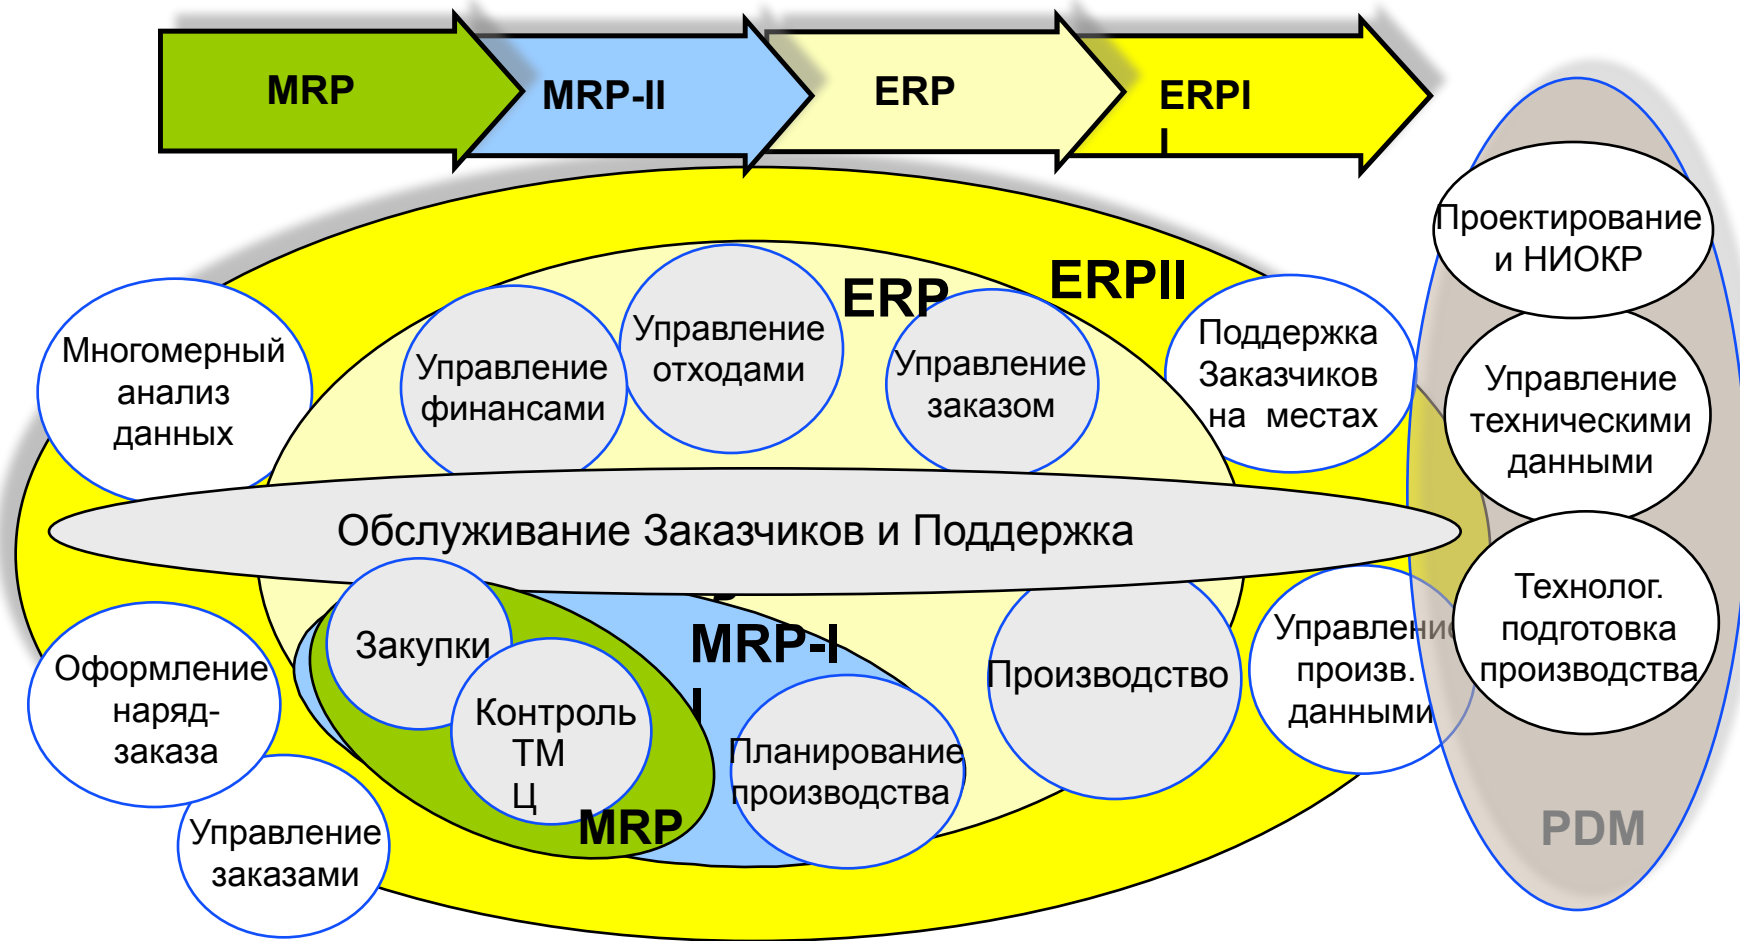 MRP
MRP-II
ERP
ERPI
I
Проектирование
и НИОКР
ERPII
ERP
Многомерный
анализ
данных
Управление
финансами
Управление
отходами
Управление
заказом
Поддержка
Заказчиков
на местах
Управление
техническими
данными
Обслуживание Заказчиков и Поддержка
Закупки
Контроль
ТМ
Ц
MRP
MRP-I
I
Планирование
производства
Производство
Управление
произв.
данными
Технолог.
подготовка
производства
Оформление
наряд-
заказа
Управление
заказами
PDM